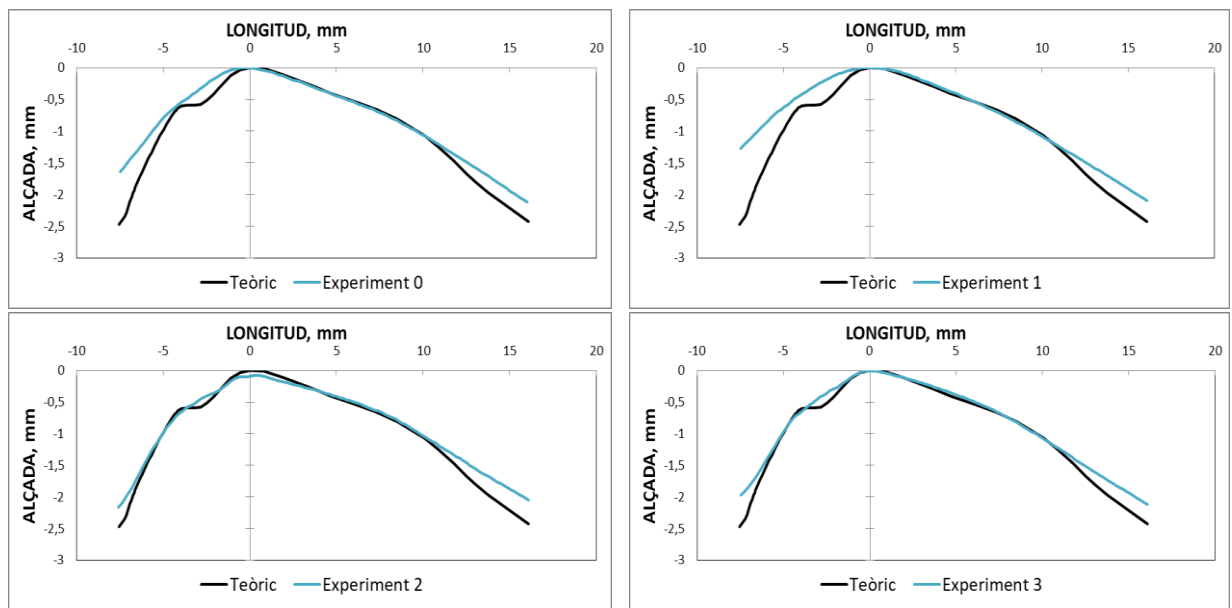 LONGITUD, mm
-10 -5 0 5 10 15 20
ALÇADA, mm
0
-0,5
-1
-1,5
-2
-2,5
-3
Teòric Experiment 0
LONGITUD, mm
-10 -5 0 5 10 15 20
ALÇADA, mm
0
-0,5
-1
-1,5
-2
-2,5
-3
Teòric Experiment 1
LONGITUD, mm
-10 -5 0 5 10 15 20
ALÇADA, mm
0
-0,5
-1
-1,5
-2
-2,5
-3
Teòric Experiment 2
LONGITUD, mm
-10 -5 0 5 10 15 20
ALÇADA, mm
0
-0,5
-1
-1,5
-2
-2,5
-3
Teòric Experiment 3